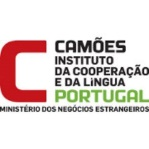 CAMÕES
INSTITUTO
DA COOPERAÇÃO
E DA LÍNGUA
PORTUGAL
MINISTÉRIO DOS NEGÓCIOS ESTRANGEIROS